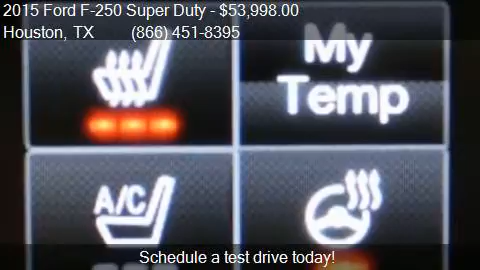 2015 Ford F-250 Super Duty - $53,998.00
Houston, TX (866) 451-8395
My
Temp
A/C
Schedule a test drive today!